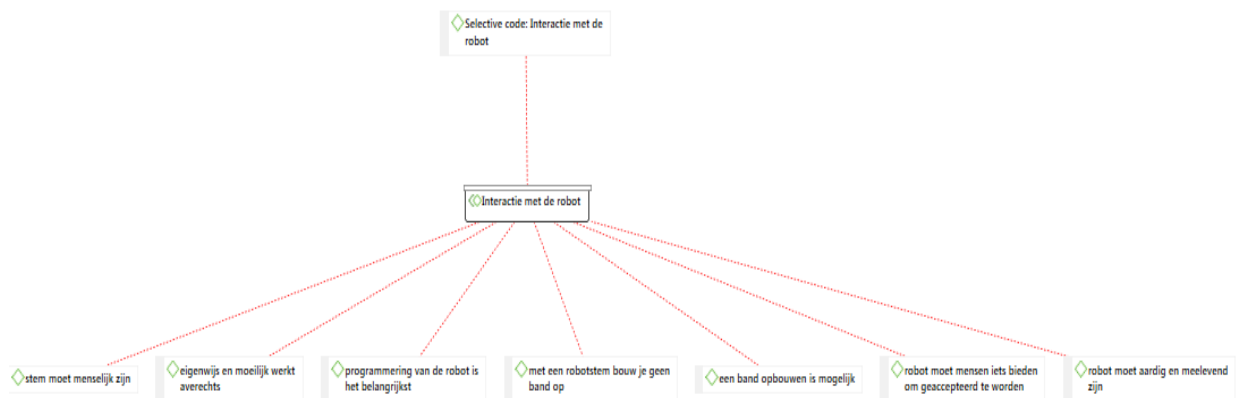 Selective code: Interactie met de
robot
Interactie met de robot
stem moet menselijk zijn
eigenwijs en moeilijk werkt
averechts
programmering van de robot is
het belangrijkst
met een robotstem bouw je geen
band op
een band opbouwen is mogelijk
robot moet mensen iets bieden
om geaccepteerd te worden
robot moet aardig en meelevend
zijn